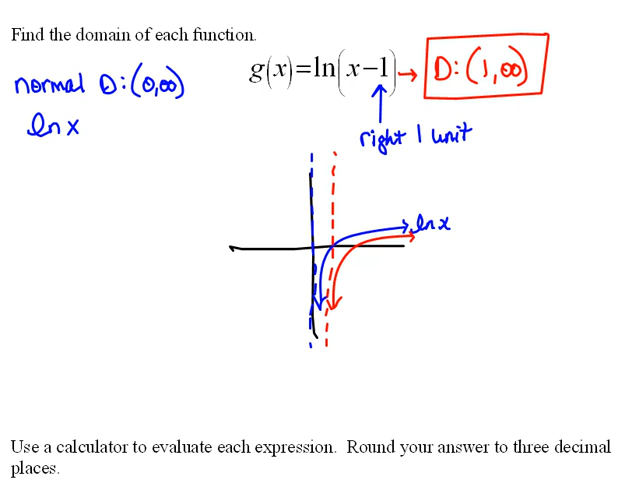 Find the domain of each function.
normal D:(0,∞)
g(x)=ln(x−1) → D:(1,∞)
ln x
right 1 unit
ln x
Use a calculator to evaluate each expression.  Round your answer to three decimal
places.